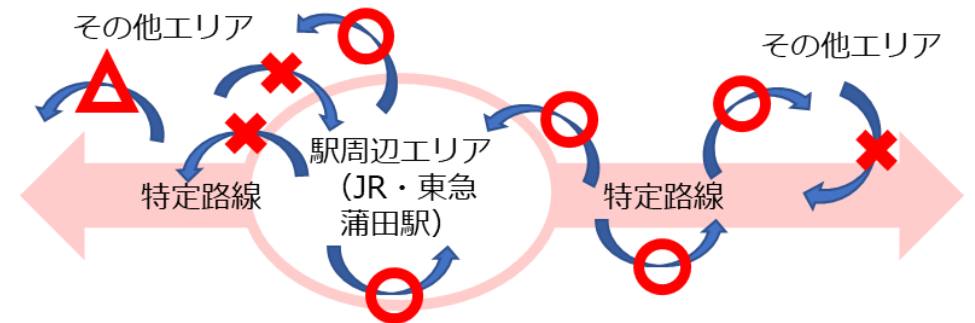 その他エリア
その他エリア
駅周辺エリア
（JR・東急
蒲田駅）
特定路線
特定路線